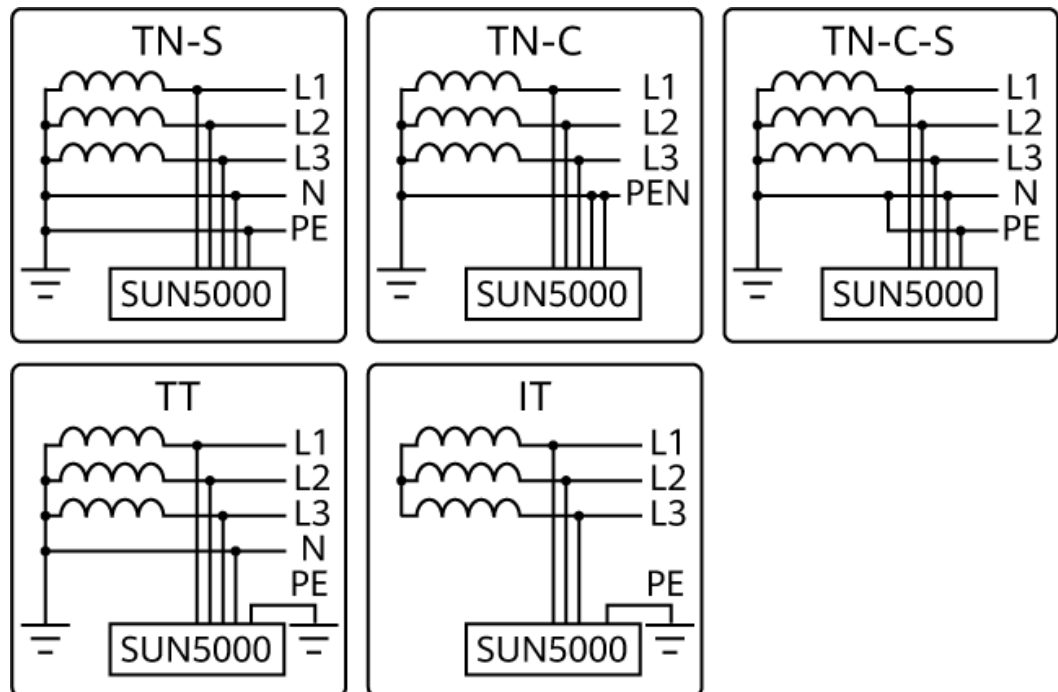 TN-S
L1
L2
L3
N
PE
SUN5000
TN-C
L1
L2
L3
PEN
SUN5000
TN-C-S
L1
L2
L3
N
PE
SUN5000
TT
L1
L2
L3
N
PE
SUN5000
IT
L1
L2
L3
PE
SUN5000